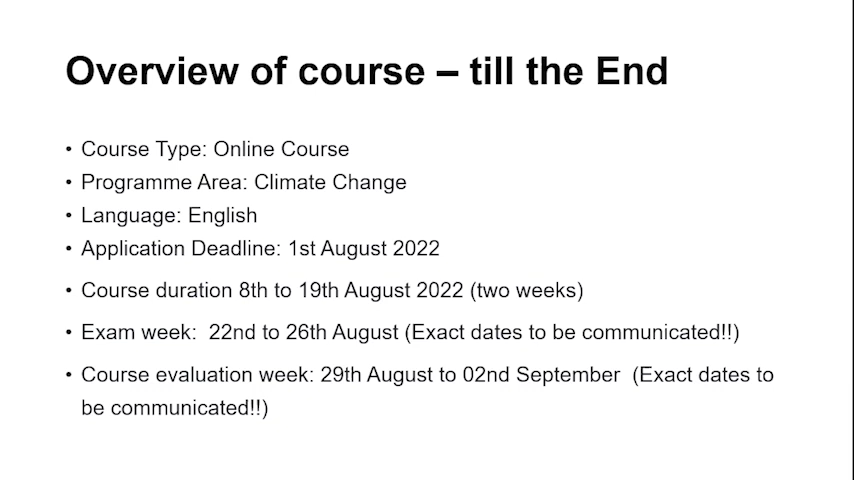 Overview of course – till the End
• Course Type: Online Course
• Programme Area: Climate Change
• Language: English
• Application Deadline: 1st August 2022
• Course duration 8th to 19th August 2022 (two weeks)
• Exam week:  22nd to 26th August (Exact dates to be communicated!!)
• Course evaluation week: 29th August to 02nd September  (Exact dates to
be communicated!!)